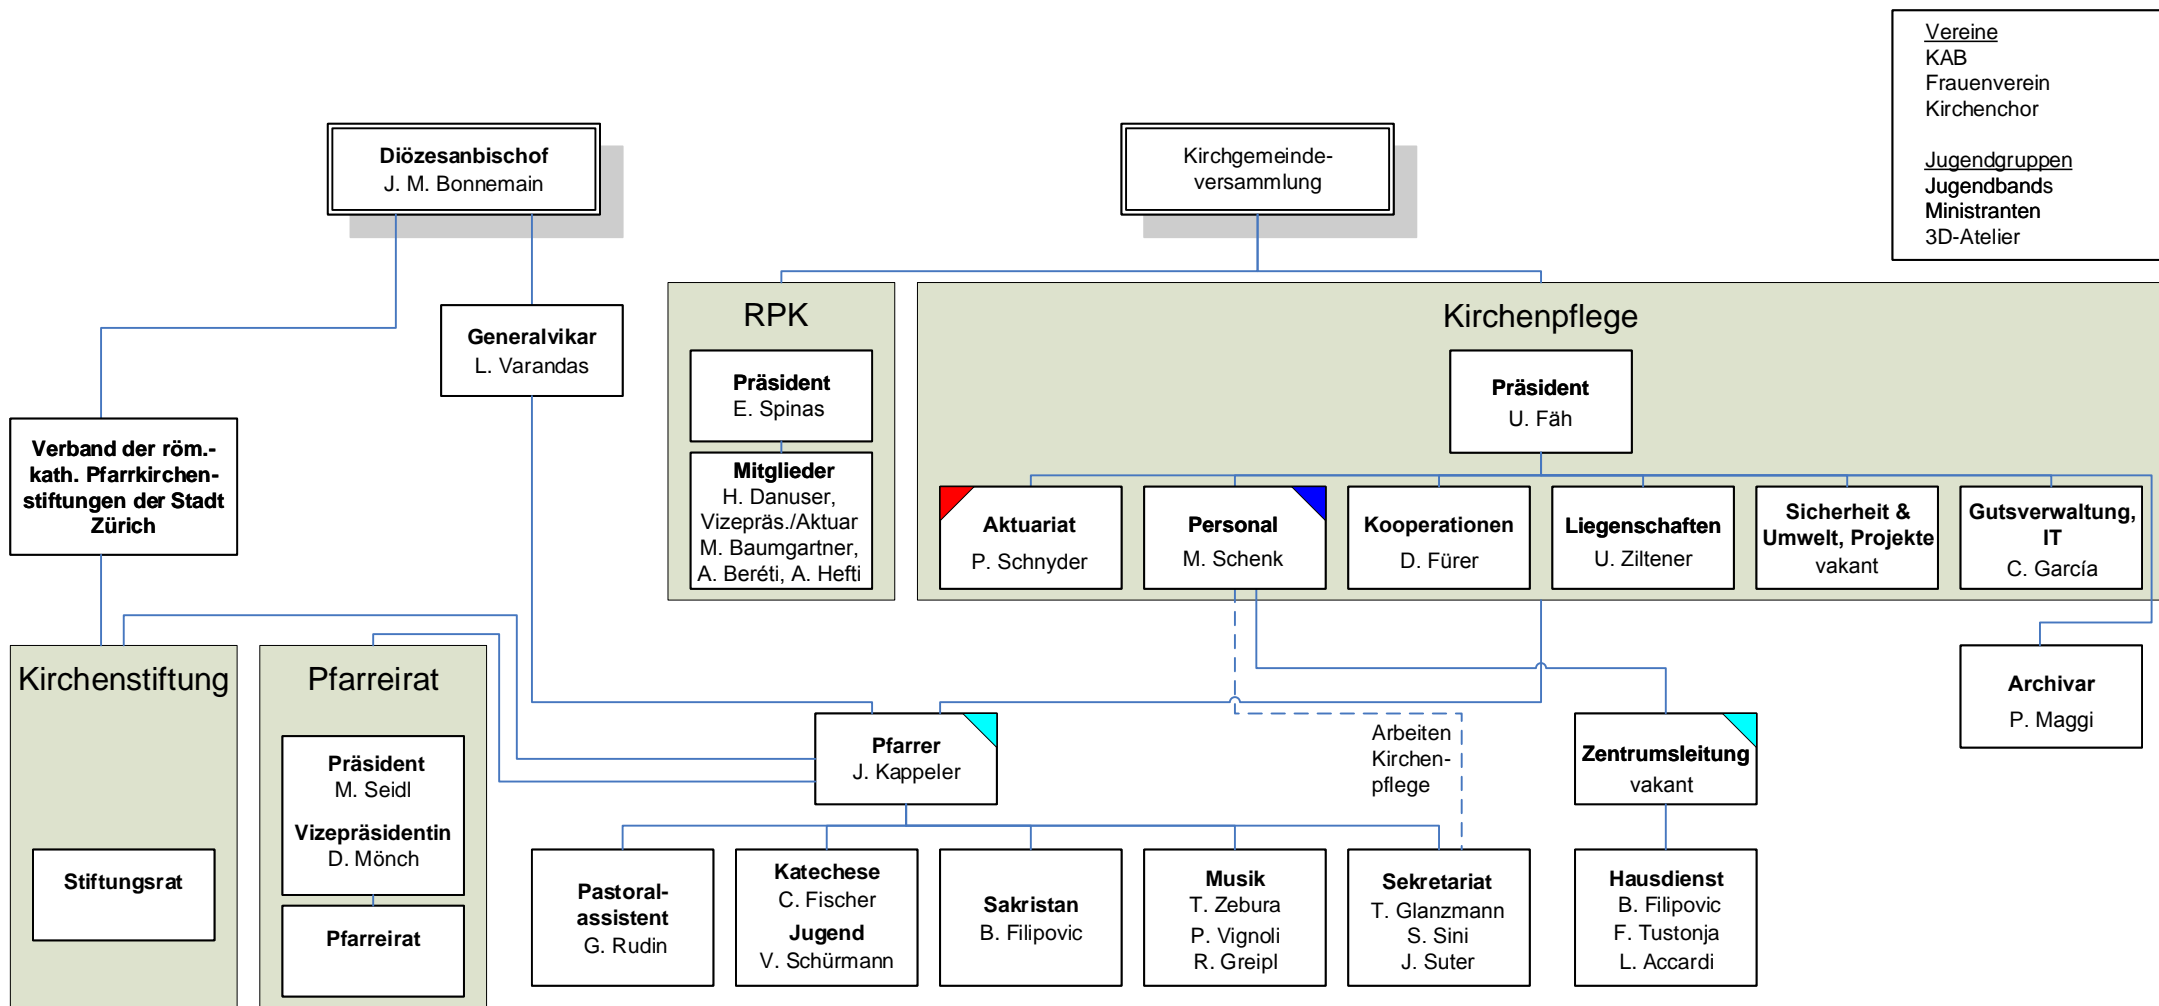 Vereine
KAB
Frauenverein
Kirchenchor
Jugendgruppen
Jugendbands
Ministranten
3D-Atelier
Diözesanbischof
J. M. Bonnemain
Kirchgemeinde-
versammlung
Generalvikar
L. Varandas
RPK
Präsident
E. Spinas
Mitglieder
H. Danuser,
Vizepräs./Aktuar
M. Baumgartner,
A. Beréti, A. Hefti
Kirchenpflege
Präsident
U. Fäh
Aktuariat
P. Schnyder
Personal
M. Schenk
Kooperationen
D. Fürer
Liegenschaften
U. Ziltener
Sicherheit &
Umwelt, Projekte
vakant
Gutsverwaltung,
IT
C. García
Verband der röm.-
kath. Pfarrkirchen-
stiftungen der Stadt
Zürich
Kirchenstiftung
Stiftungsrat
Pfarreirat
Präsident
M. Seidl
Vizepräsidentin
D. Mönch
Pfarreirat
Pfarrer
J. Kappeler
Arbeiten
Kirchen-
pflege
Zentrumsleitung
vakant
Archivar
P. Maggi
Pastoral-
assistent
G. Rudin
Katechese
C. Fischer
Jugend
V. Schürmann
Sakristan
B. Filipovic
Musik
T. Zebura
P. Vignoli
R. Greipl
Sekretariat
T. Glanzmann
S. Sini
J. Suter
Hausdienst
B. Filipovic
F. Tustonja
L. Accardi